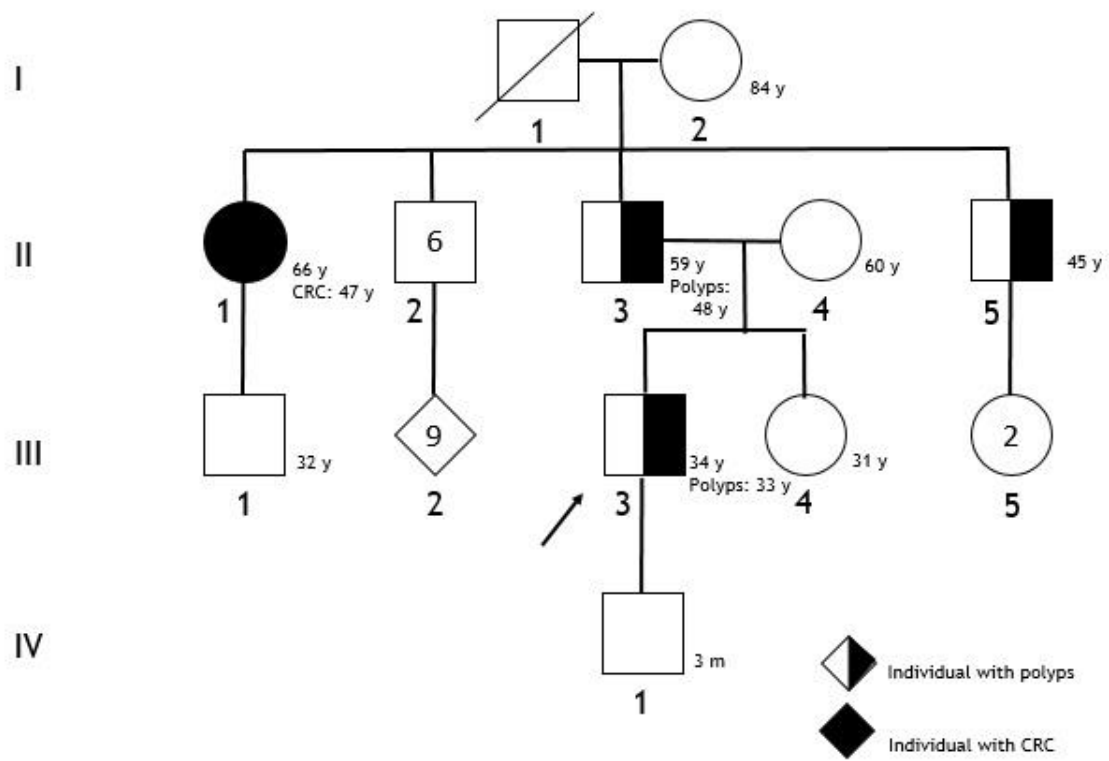 I
84 y
1
2
II
6
66 y
CRC: 47 y
59 y
Polyps:
48 y
60 y
45 y
1
2
3
4
5
III
9
2
32 y
34 y
Polyps: 33 y
31 y
1
2
3
4
5
IV
3 m
1
Individual with polyps
Individual with CRC